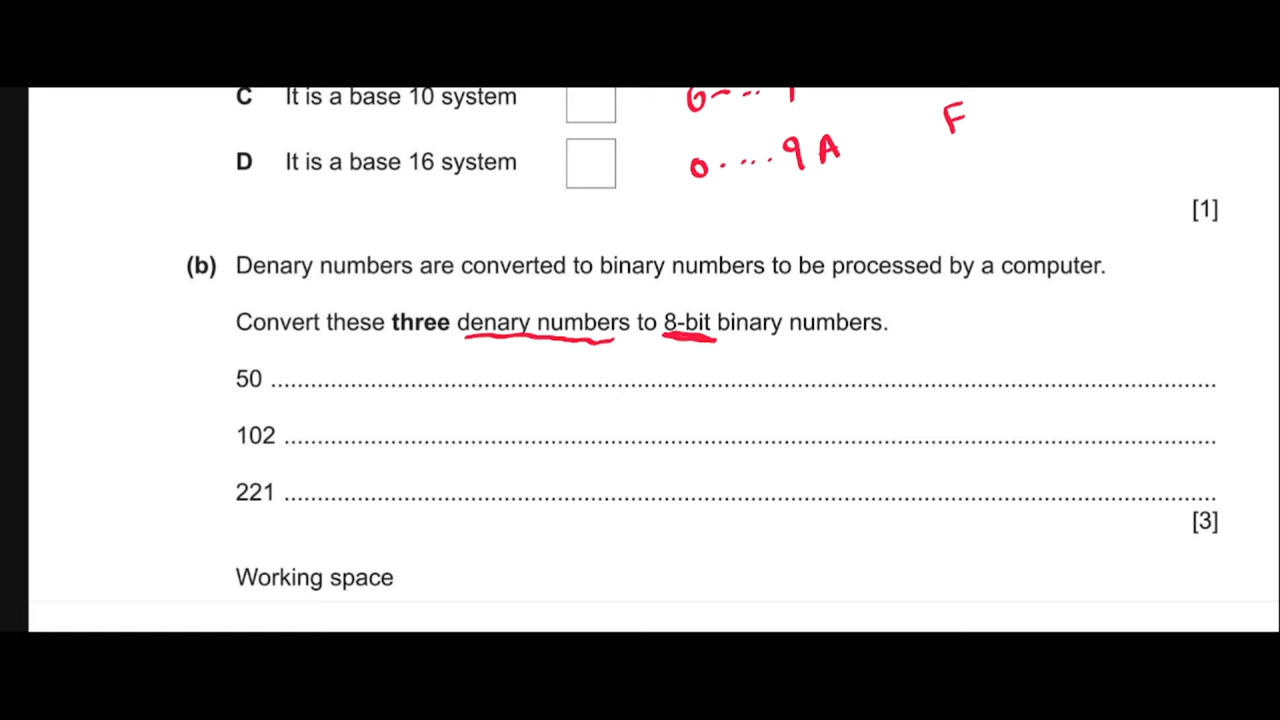 C It is a base 10 system
D It is a base 16 system 0 .... 9 A F
[1]
(b) Denary numbers are converted to binary numbers to be processed by a computer.
Convert these three denary numbers to 8-bit binary numbers.
50 ................................................................
102 ................................................................
221 ................................................................
[3]
Working space